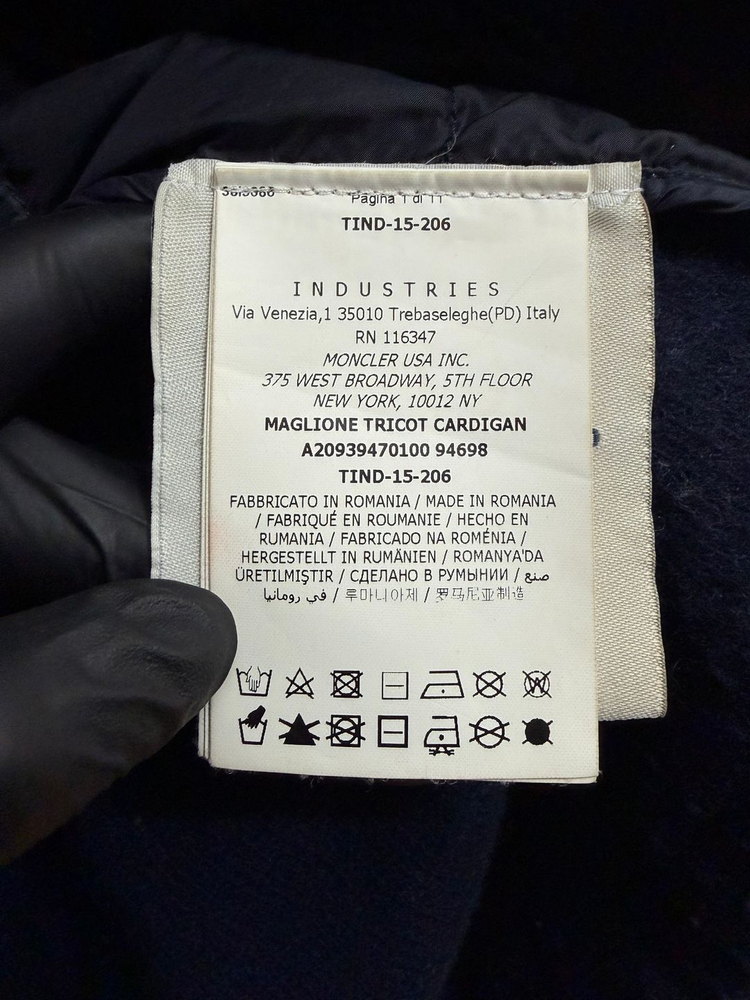 Pagina 1 di 11
TIND-15-206
INDUSTRIES
Via Venezia,1 35010 Trebaseleghe(PD) Italy
RN 116347
MONCLER USA INC.
375 WEST BROADWAY, 5TH FLOOR
NEW YORK, 10012 NY
MAGLIONE TRICOT CARDIGAN
A20939470100 94698
TIND-15-206
FABBRICATO IN ROMANIA / MADE IN ROMANIA
/ FABRIQUÉ EN ROUMANIE / HECHO EN
RUMANIA / FABRICADO NA ROMÉNIA /
HERGESTELLT IN RUMÄNIEN / ROMANYA'DA
ÜRETILMIŞTIR / СДЕЛАНО В РУМЫНИИ / صنع
في رومانيا / 루마니아제 / 罗马尼亚制造